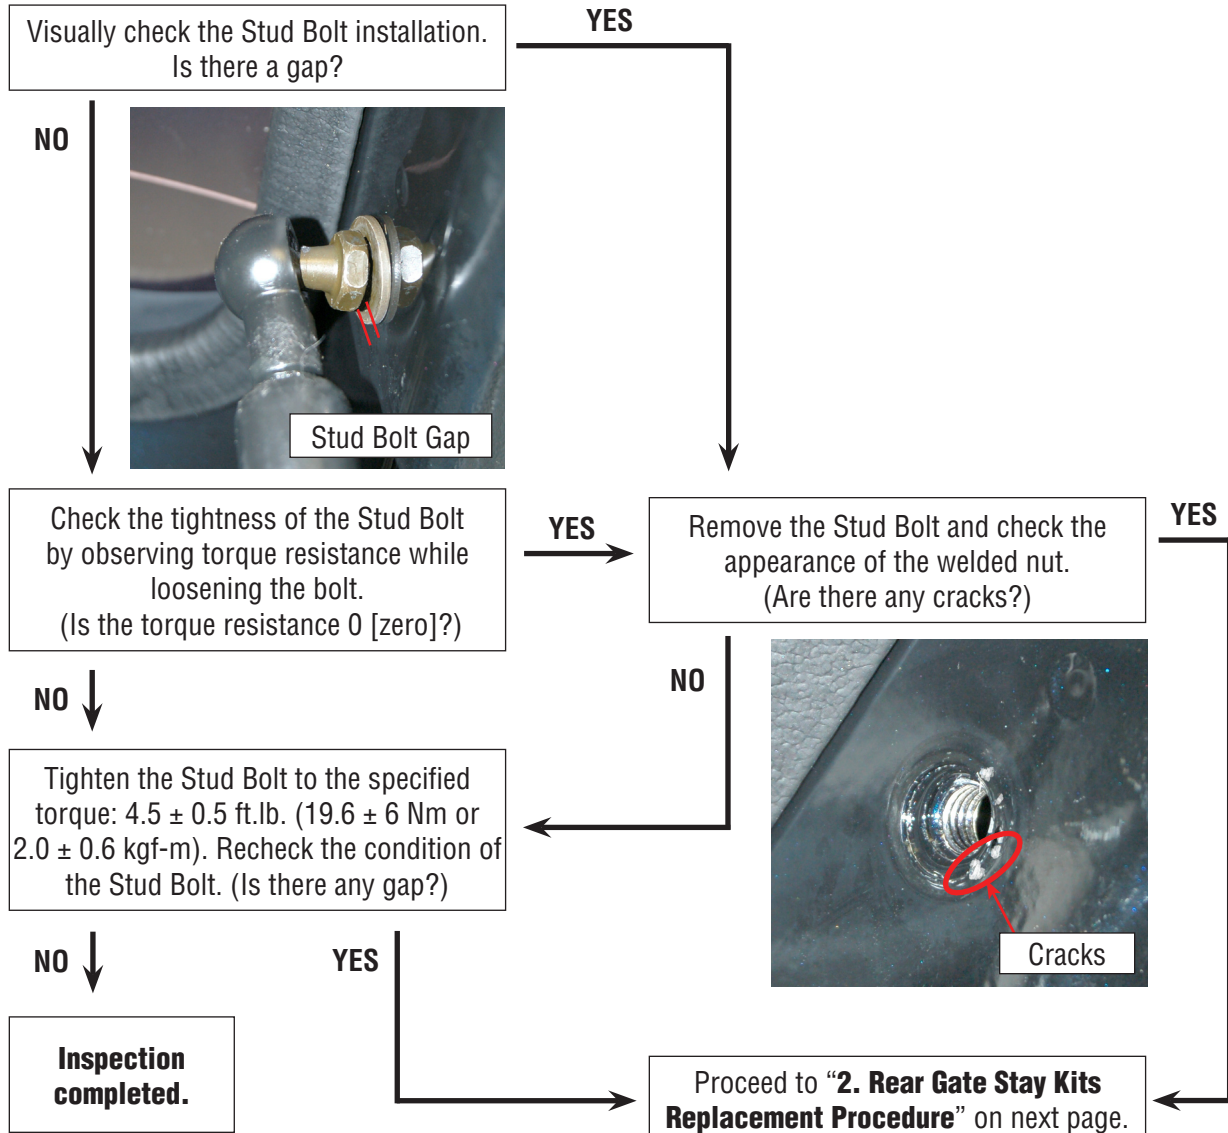 Visually check the Stud Bolt installation.
Is there a gap?
YES
NO
Stud Bolt Gap
Check the tightness of the Stud Bolt
by observing torque resistance while
loosening the bolt.
(Is the torque resistance 0 [zero]?)
YES
Remove the Stud Bolt and check the
appearance of the welded nut.
(Are there any cracks?)
YES
NO
NO
Cracks
Tighten the Stud Bolt to the specified
torque: 4.5 ± 0.5 ft.lb. (19.6 ± 6 Nm or
2.0 ± 0.6 kgf-m). Recheck the condition of
the Stud Bolt. (Is there any gap?)
NO
YES
Inspection
completed.
Proceed to “2. Rear Gate Stay Kits
Replacement Procedure” on next page.